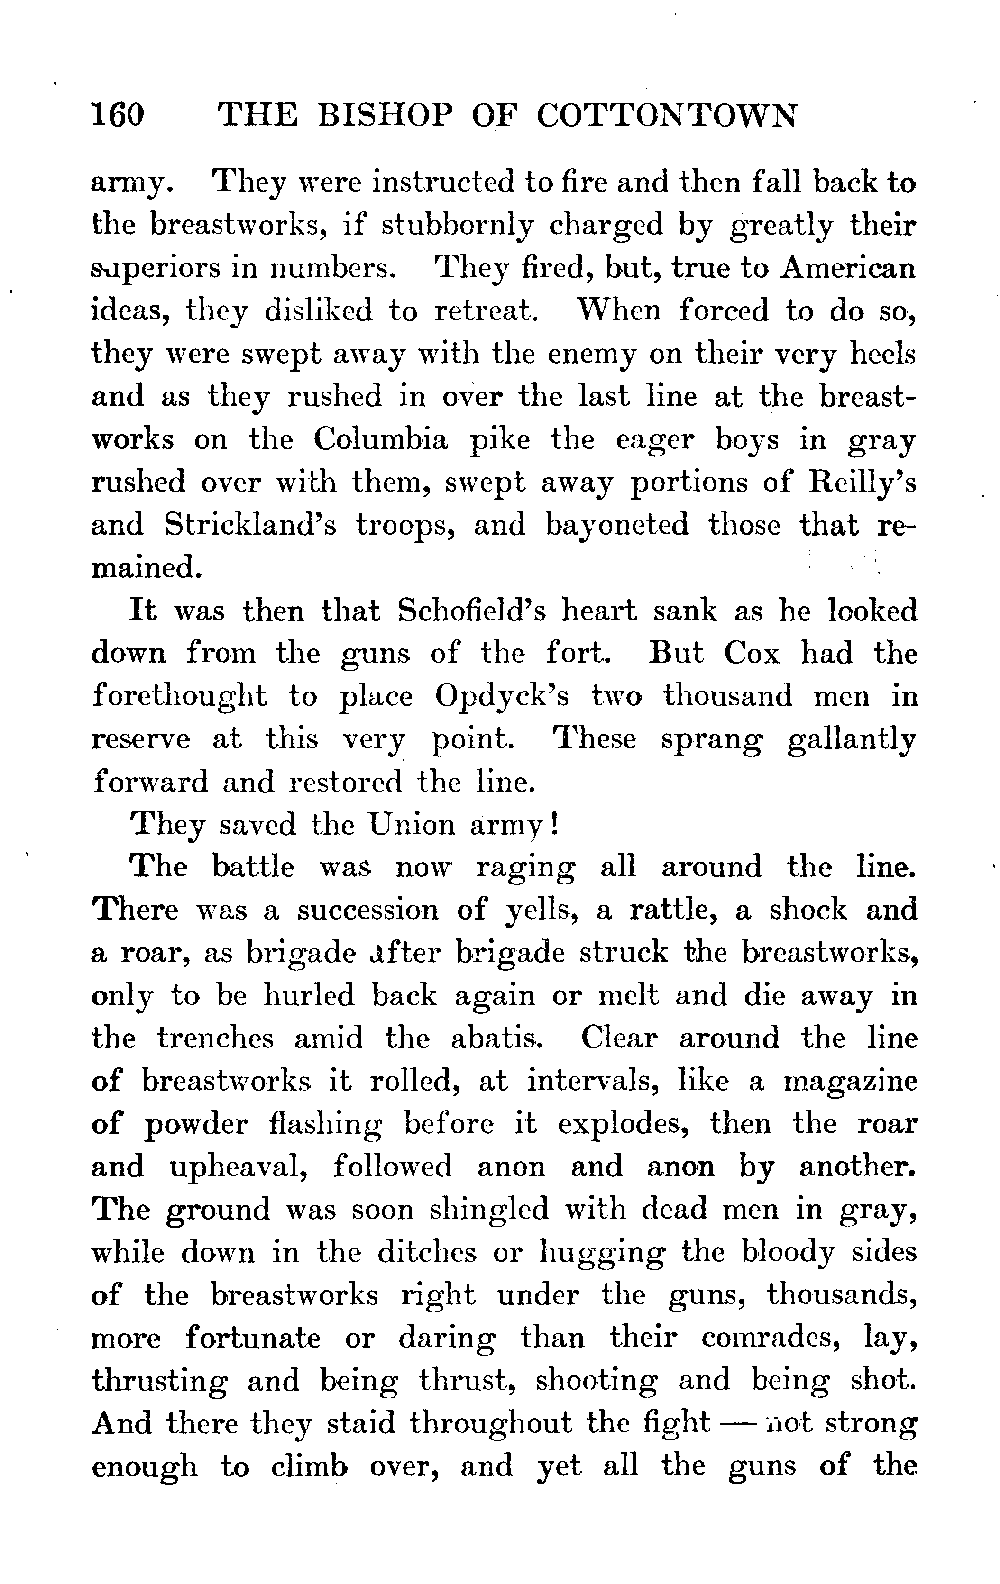 160 THE BISHOP OF COTTONTOWN
army. They were instructed to fire and then fall back to
the breastworks, if stubbornly charged by greatly their
superiors in numbers. They fired, but, true to American
ideas, they disliked to retreat. When forced to do so,
they were swept away with the enemy on their very heels
and as they rushed in over the last line at the breast-
works on the Columbia pike the eager boys in gray
rushed over with them, swept away portions of Reilly's
and Strickland's troops, and bayoneted those that re-
mained.
It was then that Schofield's heart sank as he looked
down from the guns of the fort. But Cox had the
forethought to place Opdyck's two thousand men in
reserve at this very point. These sprang gallantly
forward and restored the line.
They saved the Union army!
The battle was now raging all around the line.
There was a succession of yells, a rattle, a shock and
a roar, as brigade after brigade struck the breastworks,
only to be hurled back again or melt and die away in
the trenches amid the abatis. Clear around the line
of breastworks it rolled, at intervals, like a magazine
of powder flashing before it explodes, then the roar
and upheaval, followed anon and anon by another.
The ground was soon shingled with dead men in gray,
while down in the ditches or hugging the bloody sides
of the breastworks right under the guns, thousands,
more fortunate or daring than their comrades, lay,
thrusting and being thrust, shooting and being shot.
And there they staid throughout the fight — not strong
enough to climb over, and yet all the guns of the